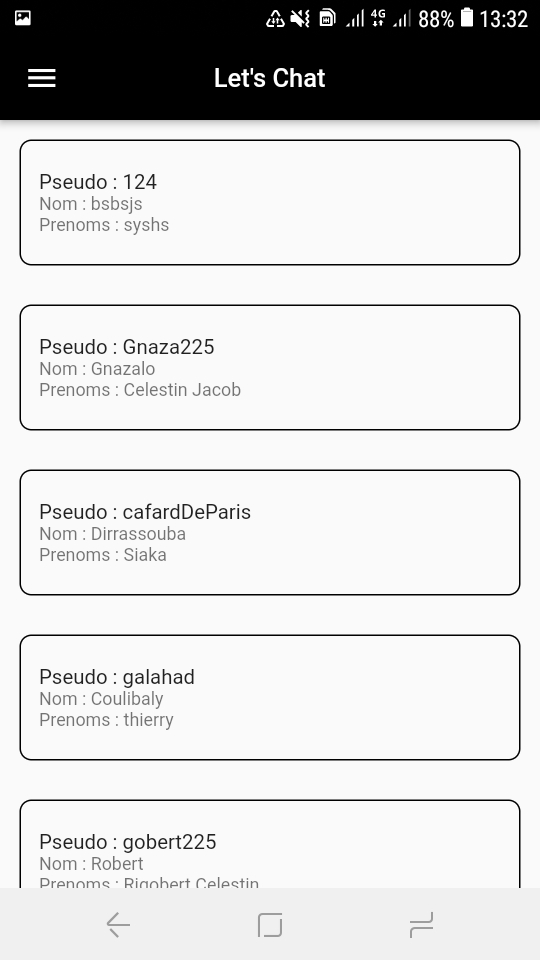 4G 88% 13:32
Let's Chat
Pseudo : 124
Nom : bsbsjs
Prenoms : syshs
Pseudo : Gnaza225
Nom : Gnazalo
Prenoms : Celestin Jacob
Pseudo : cafardDeParis
Nom : Dirrassouba
Prenoms : Siaka
Pseudo : galahad
Nom : Coulibaly
Prenoms : thierry
Pseudo : gobert225
Nom : Robert
Prenoms : Rigobert Celestin